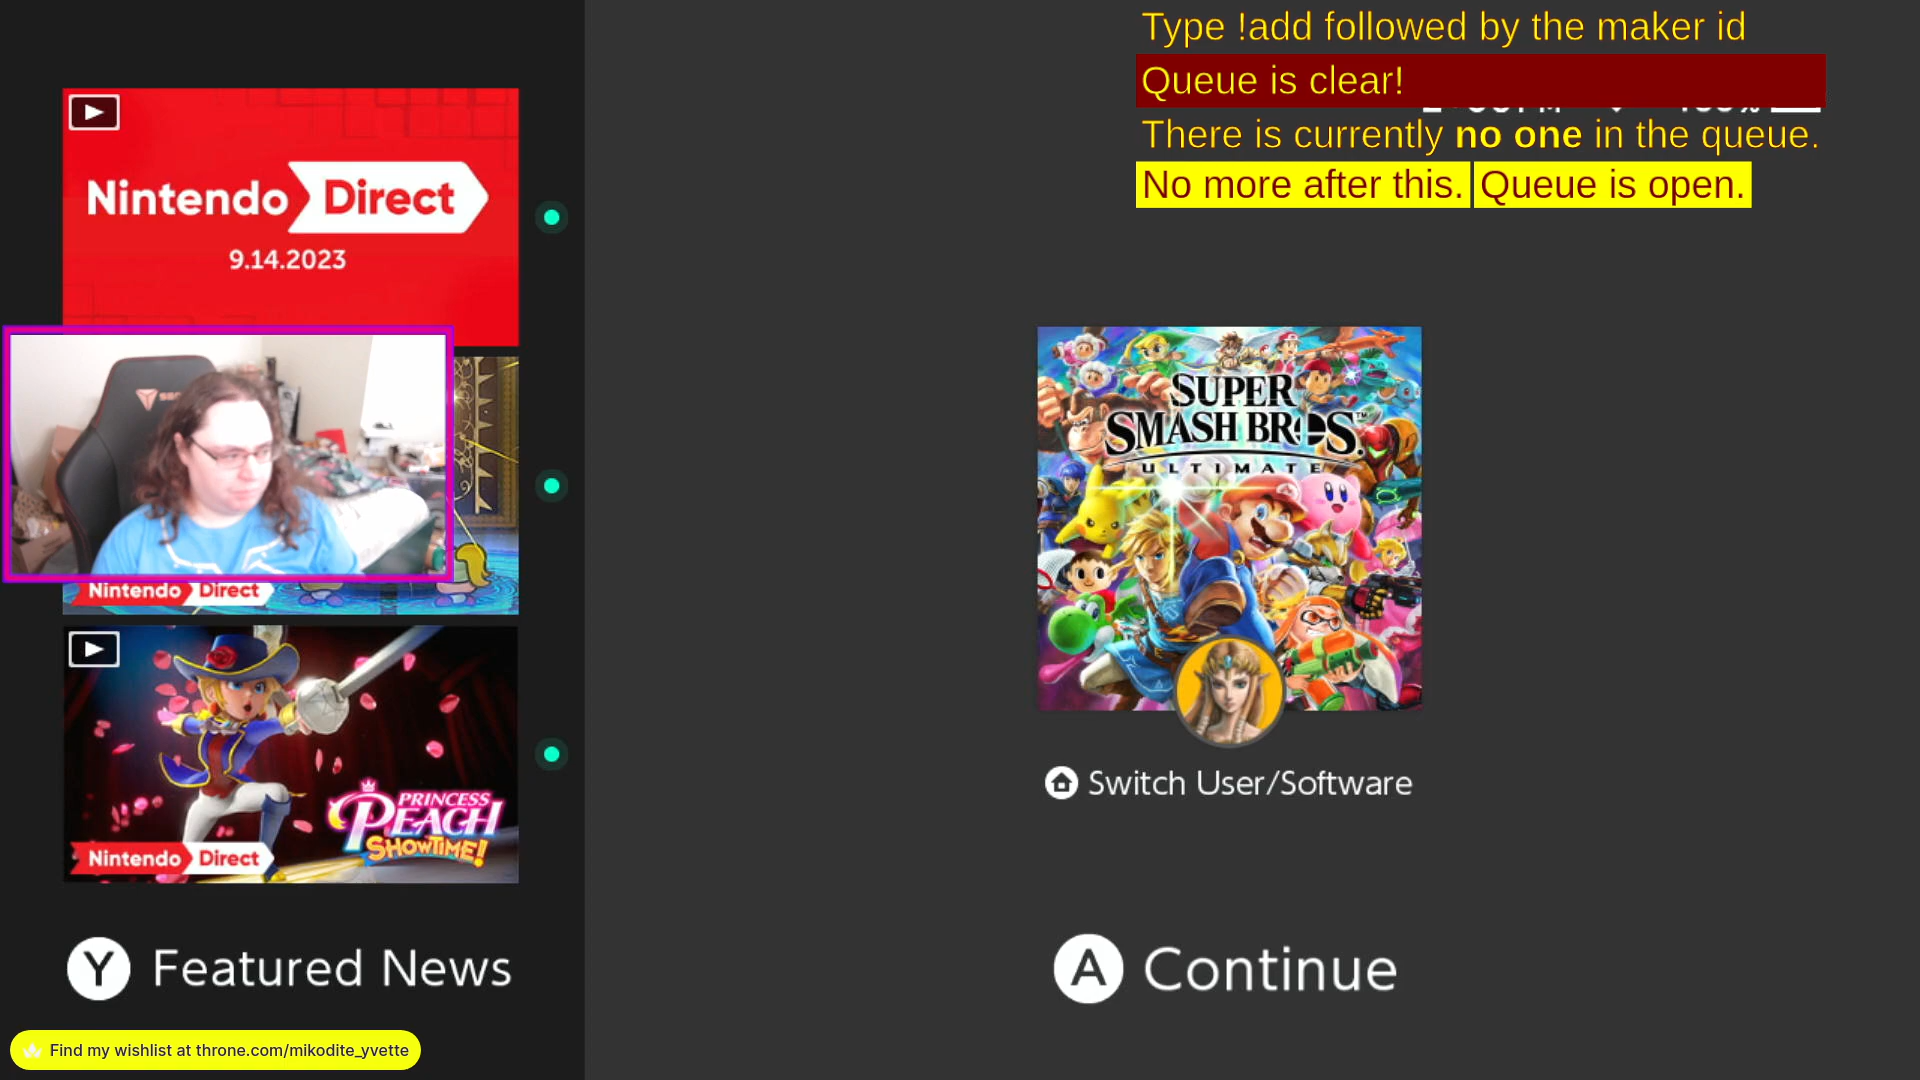 Type !add followed by the maker id
Queue is clear!
There is currently no one in the queue.
No more after this. Queue is open.
Nintendo Direct
9.14.2023
Nintendo Direct
SUPER
SMASH BROS.™
ULTIMATE
PRINCESS
PEACH
SHOWTIME!
Nintendo Direct
Switch User/Software
Y Featured News
A Continue
Find my wishlist at throne.com/mikodite_yvette